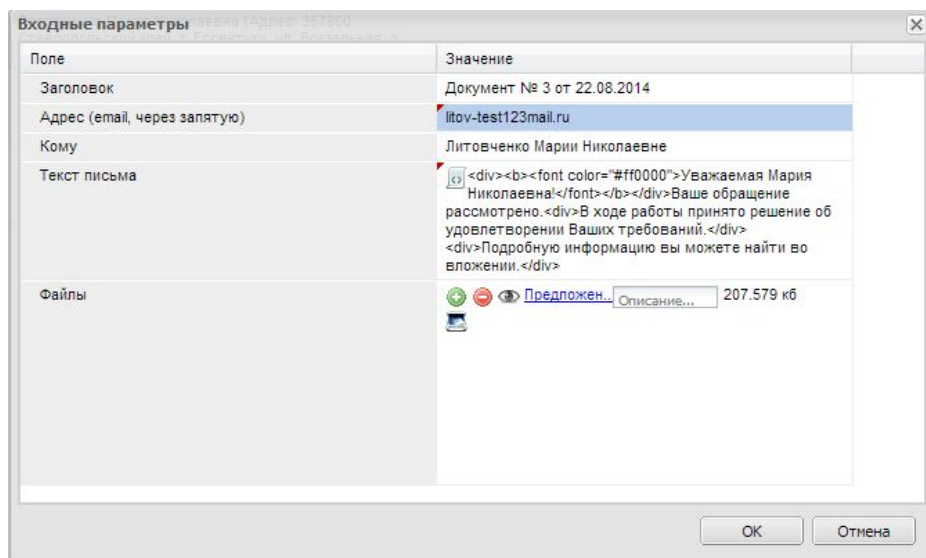 Входные параметры
Поле Значение
Заголовок Документ № 3 от 22.08.2014
Адрес (email, через запятую) litov-test123mail.ru
Кому Литовченко Марии Николаевне
Текст письма <div><b><font color="#ff0000">Уважаемая Мария
Николаевна!</font></b></div>Ваше обращение
рассмотрено.<div>В ходе работы принято решение об
удовлетворении Ваших требований.</div>
<div>Подробную информацию вы можете найти во
вложении.</div>
Файлы Предложен... Описание... 207.579 кб
OK Отмена